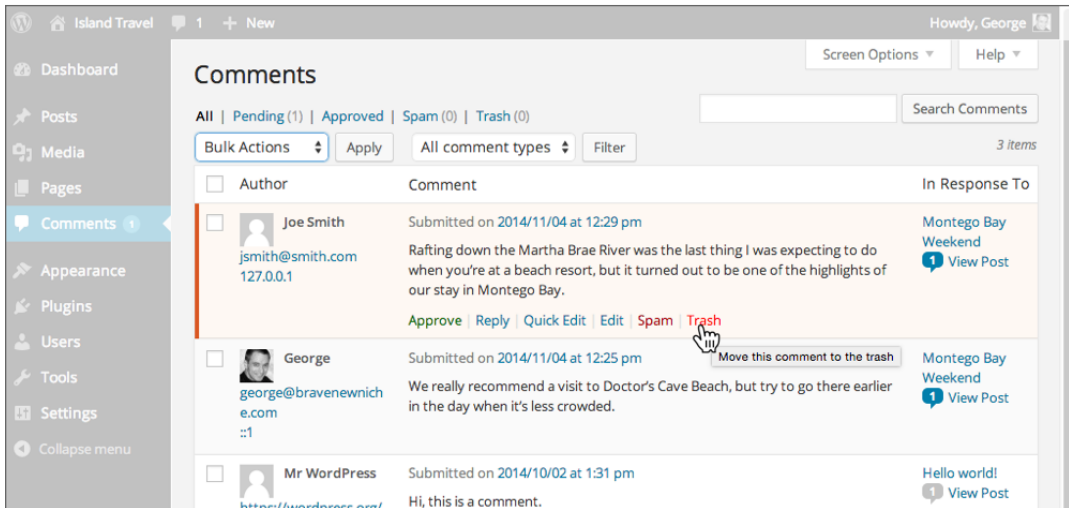 Island Travel 1 + New Howdy, George
Screen Options Help
Dashboard
Posts
Media
Pages
Comments 1
Appearance
Plugins
Users
Tools
Settings
Collapse menu
Comments
All | Pending (1) | Approved | Spam (0) | Trash (0)
Search Comments
Bulk Actions Apply All comment types Filter 3 items
Author Comment In Response To
Joe Smith
jsmith@smith.com
127.0.0.1
Submitted on 2014/11/04 at 12:29 pm
Rafting down the Martha Brae River was the last thing I was expecting to do
when you're at a beach resort, but it turned out to be one of the highlights of
our stay in Montego Bay.
Approve | Reply | Quick Edit | Edit | Spam | Trash
Move this comment to the trash
Montego Bay
Weekend
1 View Post
George
george@bravenewnich
e.com
::1
Submitted on 2014/11/04 at 12:25 pm
We really recommend a visit to Doctor's Cave Beach, but try to go there earlier
in the day when it's less crowded.
Montego Bay
Weekend
1 View Post
Mr WordPress
https://wordpress.org/
Submitted on 2014/10/02 at 1:31 pm
Hi, this is a comment.
Hello world!
1 View Post